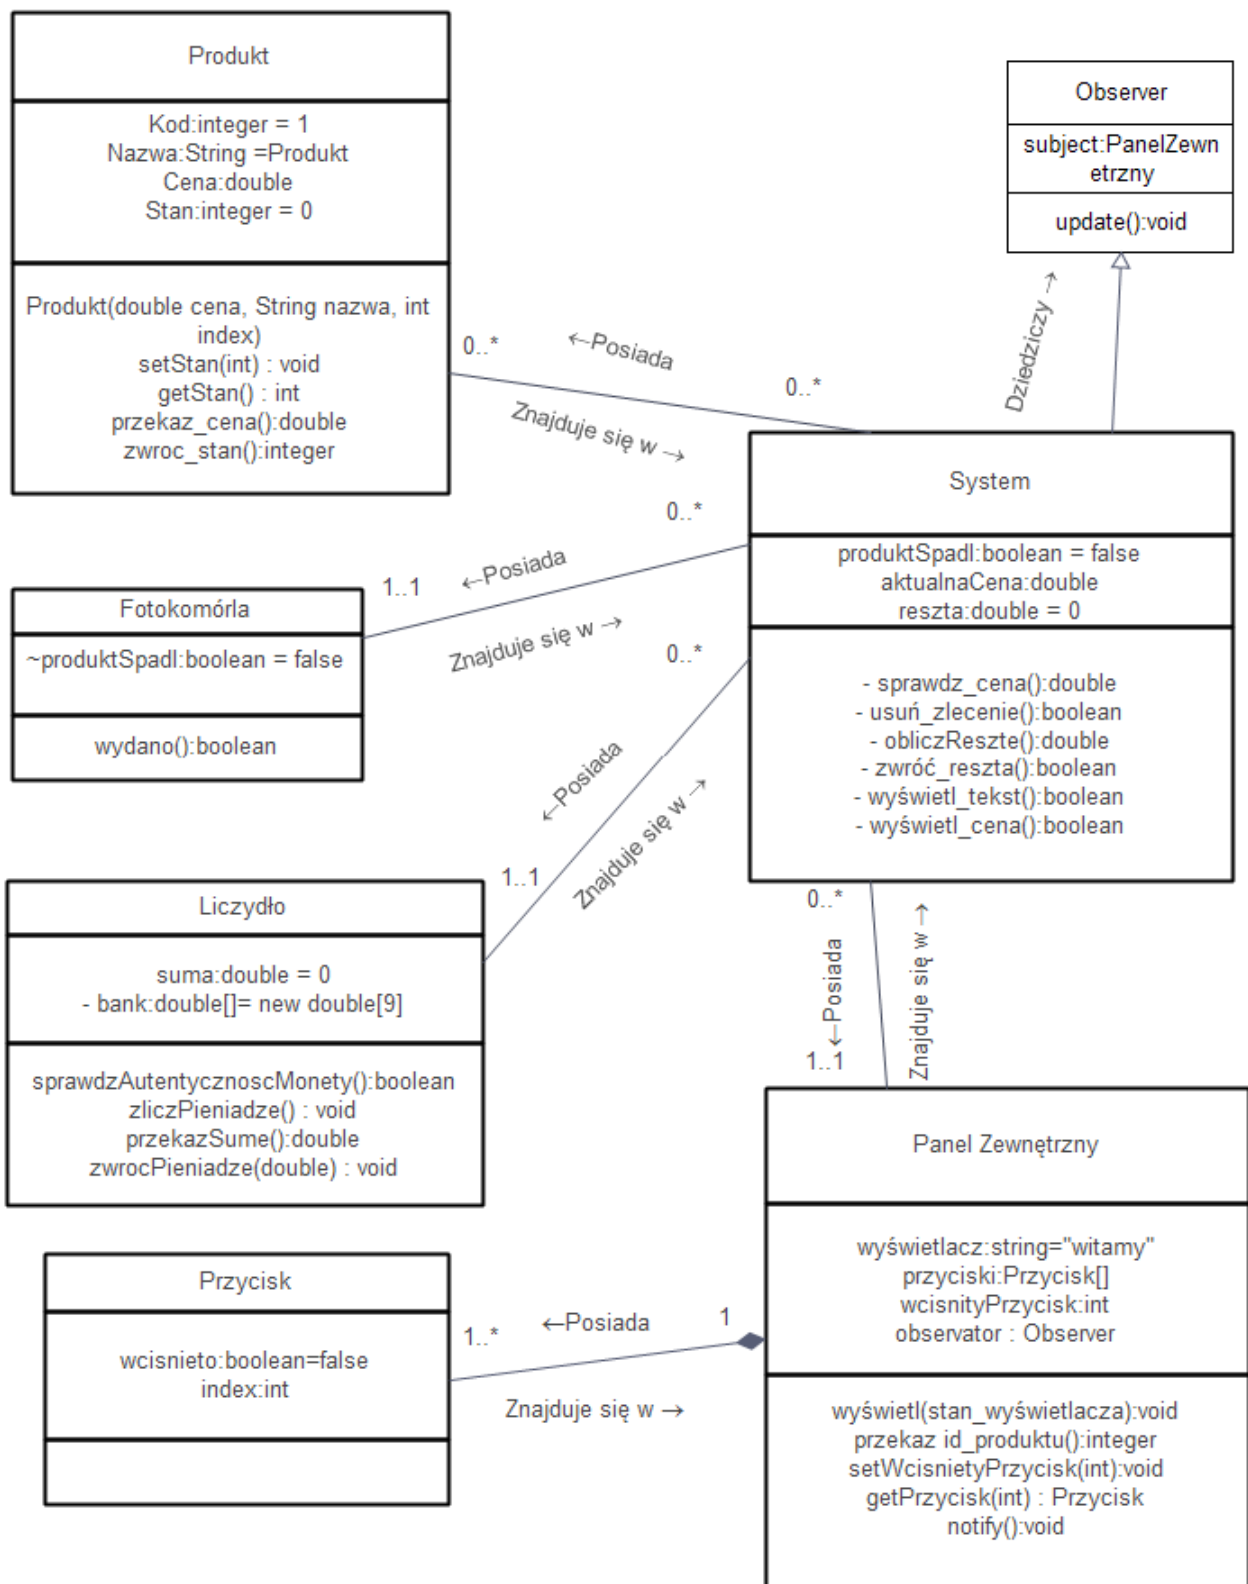 Produkt
Kod:integer = 1
Nazwa:String =Produkt
Cena:double
Stan:integer = 0
Produkt(double cena, String nazwa, int
index)
setStan(int) : void
getStan() : int
przekaz_cena():double
zwroc_stan():integer
Observer
subject:PanelZewn
etrzny
update():void
Dziedziczy →
0..*
←Posiada
0..*
Znajduje się w →
System
produktSpadl:boolean = false
aktualnaCena:double
reszta:double = 0
- sprawdz_cena():double
- usuń_zlecenie():boolean
- obliczReszte():double
- zwróć_reszta():boolean
- wyświetl_tekst():boolean
- wyświetl_cena():boolean
0..*
←Posiada
1..1
Znajduje się w →
Fotokomórla
~produktSpadl:boolean = false
wydano():boolean
0..*
←Posiada
1..1
Znajduje się w →
Liczydło
suma:double = 0
- bank:double[]= new double[9]
sprawdzAutentycznoscMonety():boolean
zliczPieniadze() : void
przekazSume():double
zwrocPieniadze(double) : void
0..*
←Posiada
Znajduje się w →
1..1
Panel Zewnętrzny
wyświetlacz:string="witamy"
przyciski:Przycisk[]
wcisnityPrzycisk:int
observator : Observer
wyświetl(stan_wyświetlacza):void
przekaz id_produktu():integer
setWcisnietyPrzycisk(int):void
getPrzycisk(int) : Przycisk
notify():void
Przycisk
wcisnieto:boolean=false
index:int
1..*
←Posiada
1
Znajduje się w →